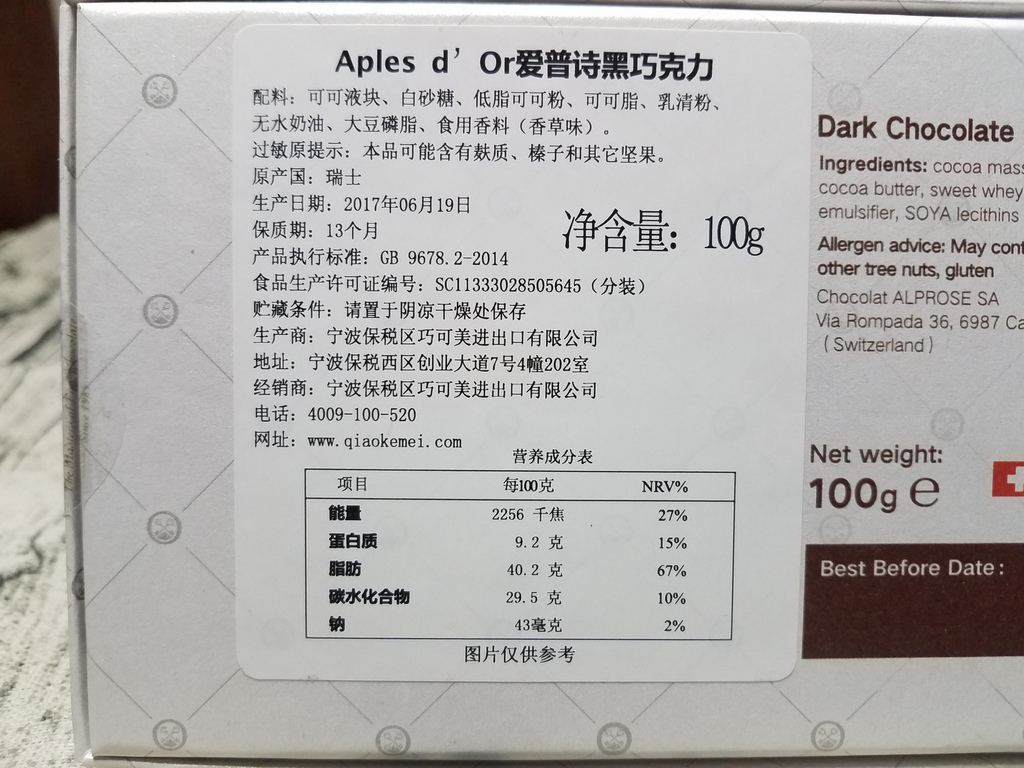 Aples d' Or爱普诗黑巧克力
配料：可可液块、白砂糖、低脂可可粉、可可脂、乳清粉、
无水奶油、大豆磷脂、食用香料（香草味）。
过敏原提示：本品可能含有麸质、榛子和其它坚果。
原产国：瑞士
生产日期：2017年06月19日
保质期：13个月
净含量：100g
产品执行标准：GB 9678.2-2014
食品生产许可证编号：SC11333028505645（分装）
贮藏条件：请置于阴凉干燥处保存
生产商：宁波保税区巧可美进出口有限公司
地址：宁波保税西区创业大道7号4幢202室
经销商：宁波保税区巧可美进出口有限公司
电话：4009-100-520
网址：www.qiaokemei.com
营养成分表
项目 每100克 NRV%
能量 2256 千焦 27%
蛋白质 9.2 克 15%
脂肪 40.2 克 67%
碳水化合物 29.5 克 10%
钠 43毫克 2%
图片仅供参考
Dark Chocolate
Ingredients: cocoa mass
cocoa butter, sweet whey
emulsifier, SOYA lecithins
Allergen advice: May
other tree nuts, gluten
Chocolat ALPROSE SA
Via Rompada 36, 6987
(Switzerland)
Net weight:
100g ℮
Best Before Date: